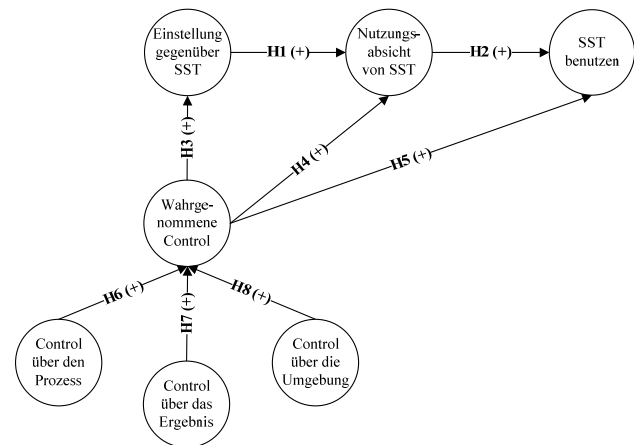 Einstellung
gegenüber
SST
H1 (+)
Nutzungs-
absicht
von SST
H2 (+)
SST
benutzen
H3 (+)
H4 (+)
H5 (+)
Wahrge-
nommene
Control
H6 (+)
H7 (+)
H8 (+)
Control
über den
Prozess
Control
über das
Ergebnis
Control
über die
Umgebung